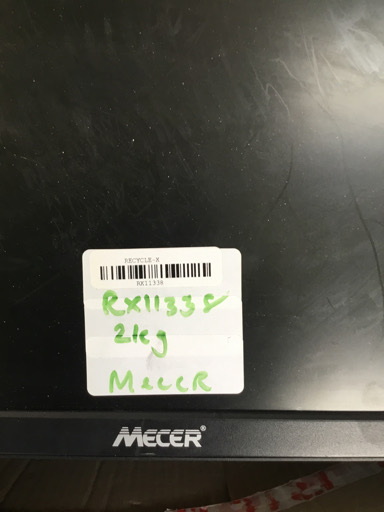 RECYCLE-X
RX11338
RX11338
2kg
MecCR
MECER®